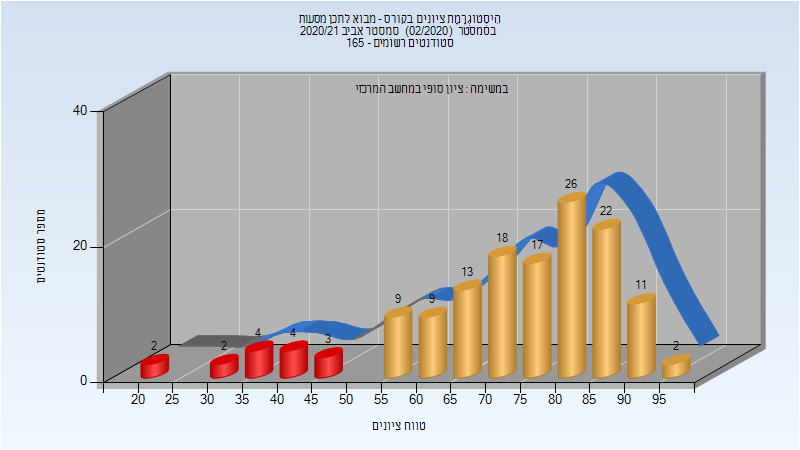 היסטוגרמת ציונים בקורס - מבוא לתכן מסעות
בסמסטר (02/2020) סמסטר אביב 2020/21
סטודנטים רשומים - 165
במשימה : ציון סופי במחשב המרכזי
מספר סטודנטים
40
20
0
2 2 4 4 3 9 9 13 18 17 26 22 11 2
20 25 30 35 40 45 50 55 60 65 70 75 80 85 90 95
טווח ציונים